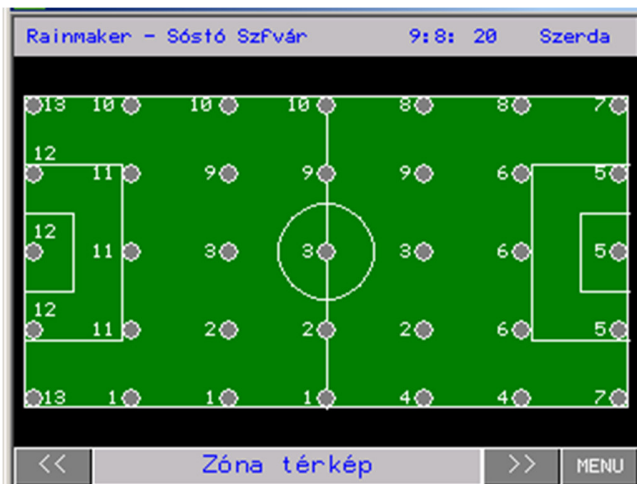 Rainmaker - Sóstó Szfvár 9:8: 20 Szerda
13 10 10 10 8 8 7
12
11 9 9 9 6 5
12
11 3 3 3 6 5
12
11 2 2 2 6 5
13 1 1 1 4 4 7
<< Zóna térkép >> MENU